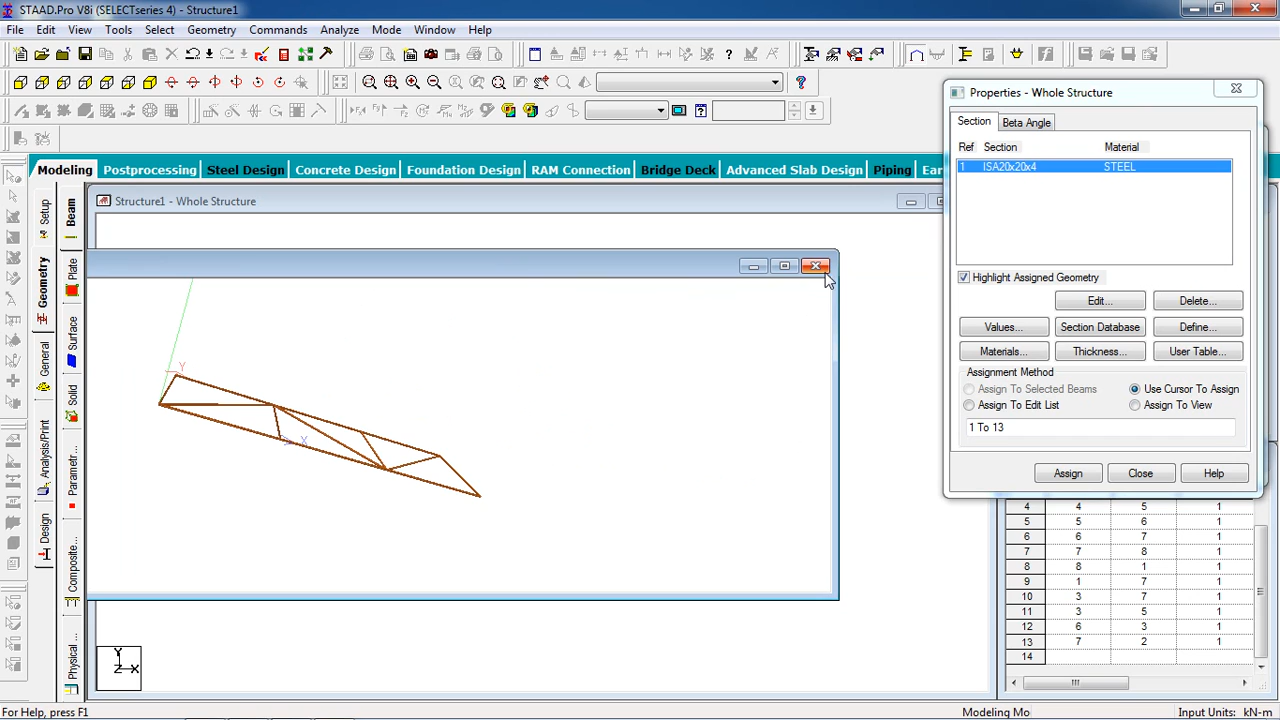 STAAD.Pro V8i (SELECTseries 4) - Structure1
File Edit View Tools Select Geometry Commands Analyze Mode Window Help
Modeling Postprocessing Steel Design Concrete Design Foundation Design RAM Connection Bridge Deck Advanced Slab Design Piping Ear
Setup
Geometry
General
Analysis/Print
Design
Beam
Plate
Surface
Solid
Parametr...
Composite...
Physical ...
Structure1 - Whole Structure
Y
X
Y
Z X
Properties - Whole Structure
Section Beta Angle
Ref Section Material
1 ISA20x20x4 STEEL
Highlight Assigned Geometry
Edit... Delete...
Values... Section Database Define...
Materials... Thickness... User Table...
Assignment Method
Assign To Selected Beams Use Cursor To Assign
Assign To Edit List Assign To View
1 To 13
Assign Close Help
4 4 5 1
5 5 6 1
6 6 7 1
7 7 8 1
8 8 1 1
9 1 7 1
10 3 7 1
11 3 5 1
12 6 3 1
13 7 2 1
14
For Help, press F1
Modeling Mo
Input Units: kN-m